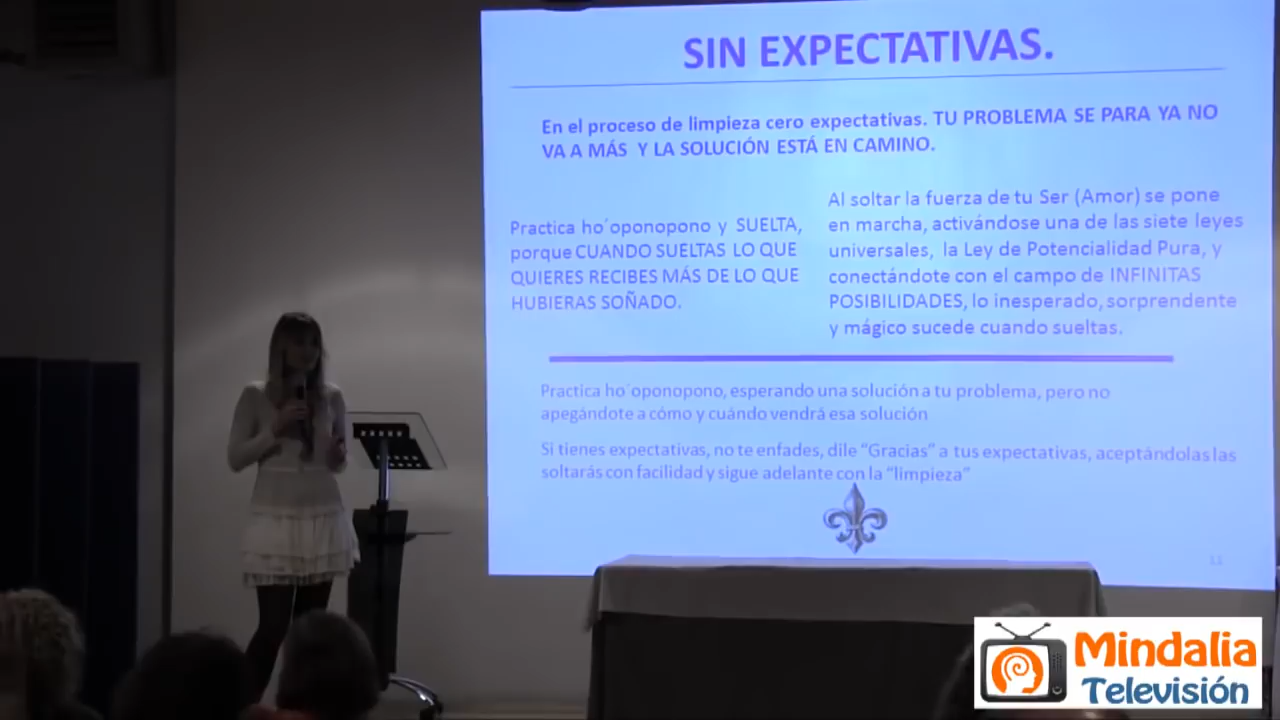 SIN EXPECTATIVAS.
En el proceso de limpieza cero expectativas. TU PROBLEMA SE PARA YA NO
VA A MÁS Y LA SOLUCIÓN ESTÁ EN CAMINO.
Practica ho´oponopono y SUELTA,
porque CUANDO SUELTAS LO QUE
QUIERES RECIBES MÁS DE LO QUE
HUBIERAS SOÑADO.
Al soltar la fuerza de tu Ser (Amor) se pone
en marcha, activándose una de las siete leyes
universales, la Ley de Potencialidad Pura, y
conectándote con el campo de INFINITAS
POSIBILIDADES, lo inesperado, sorprendente
y mágico sucede cuando sueltas.
Practica ho´oponopono, esperando una solución a tu problema, pero no
apegándote a cómo y cuándo vendrá esa solución
Si tienes expectativas, no te enfades, dile “Gracias” a tus expectativas, aceptándolas las
soltarás con facilidad y sigue adelante con la “limpieza”
11
Mindalia
Televisión